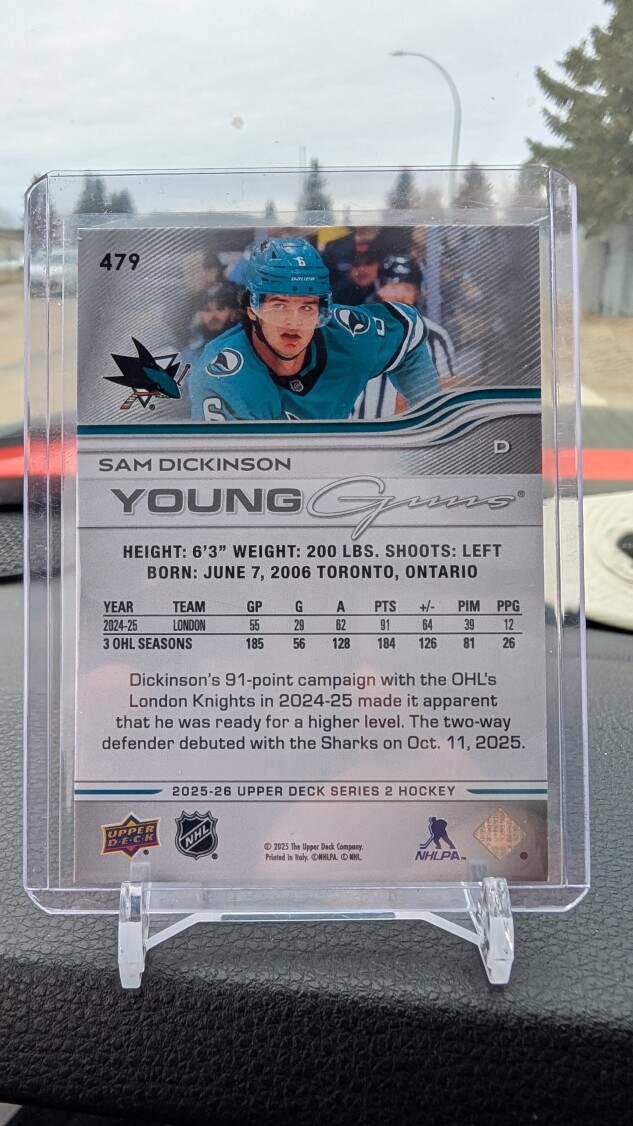 479
6
BAUER
6
6
D
SAM DICKINSON
YOUNG Guns®
HEIGHT: 6'3" WEIGHT: 200 LBS. SHOOTS: LEFT
BORN: JUNE 7, 2006 TORONTO, ONTARIO
YEAR TEAM GP G A PTS +/- PIM PPG
2024-25 LONDON 55 29 62 91 64 39 12
3 OHL SEASONS 185 56 128 184 126 81 26
Dickinson's 91-point campaign with the OHL's
London Knights in 2024-25 made it apparent
that he was ready for a higher level. The two-way
defender debuted with the Sharks on Oct. 11, 2025.
2025-26 UPPER DECK SERIES 2 HOCKEY
UPPER
DECK
NHL
© 2025 The Upper Deck Company.
Printed in Italy. ©NHLPA. © NHL.
NHLPA™